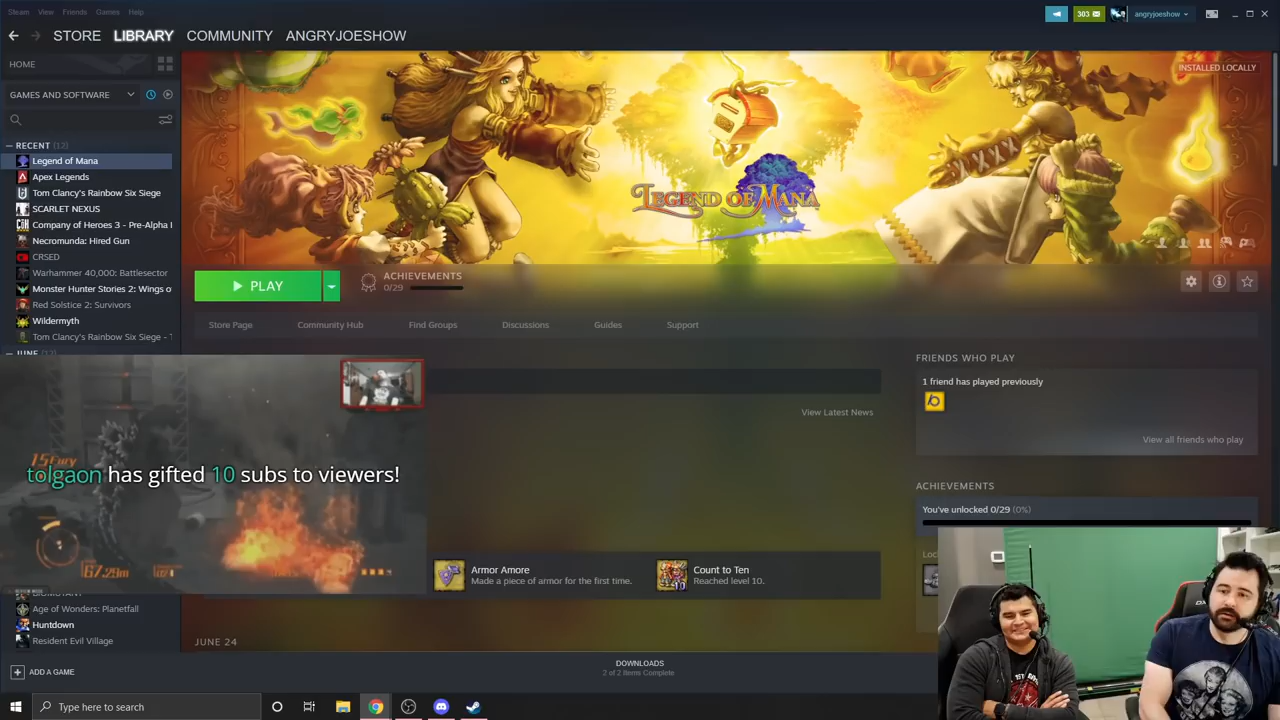 Steam View Friends Games Help
303
angryjoeshow
STORE LIBRARY COMMUNITY ANGRYJOESHOW
HOME
INSTALLED LOCALLY
GAMES AND SOFTWARE
RECENT (12)
Legend of Mana
Apex Legends
Tom Clancy's Rainbow Six Siege
SCARLET NEXUS
Company of Heroes 3 - Pre-Alpha
Necromunda: Hired Gun
CRSED
Warhammer 40,000: Battlesector
Monster Hunter Stories 2: Wings o
Red Solstice 2: Survivors
Wildermyth
Tom Clancy's Rainbow Six Siege -
JUNE
LEGEND OF MANA
PLAY
ACHIEVEMENTS
0/29
Store Page Community Hub Find Groups Discussions Guides Support
FRIENDS WHO PLAY
1 friend has played previously
View Latest News
View all friends who play
15 Fury
tolgaon has gifted 10 subs to viewers!
67.29m
ACHIEVEMENTS
You've unlocked 0/29 (0%)
Armor Amore
Made a piece of armor for the first time.
Count to Ten
Reached level 10.
Age of Wonders: Planetfall
Huntdown
Resident Evil Village
JUNE 24
ADD A GAME
DOWNLOADS
2 of 2 Items Complete
Type here to search